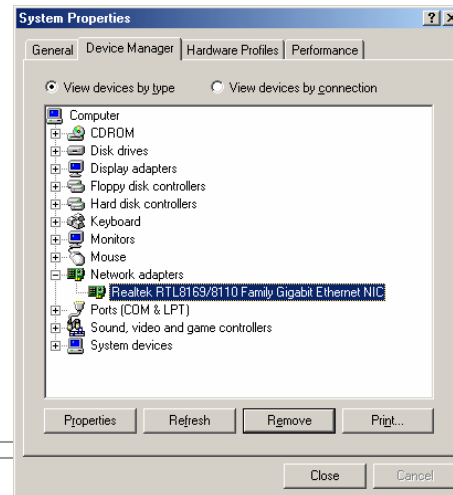 System Properties
General Device Manager Hardware Profiles Performance
View devices by type View devices by connection
Computer
CDROM
Disk drives
Display adapters
Floppy disk controllers
Hard disk controllers
Keyboard
Monitors
Mouse
Network adapters
Realtek RTL8169/8110 Family Gigabit Ethernet NIC
Ports (COM & LPT)
Sound, video and game controllers
System devices
Properties Refresh Remove Print...
Close Cancel